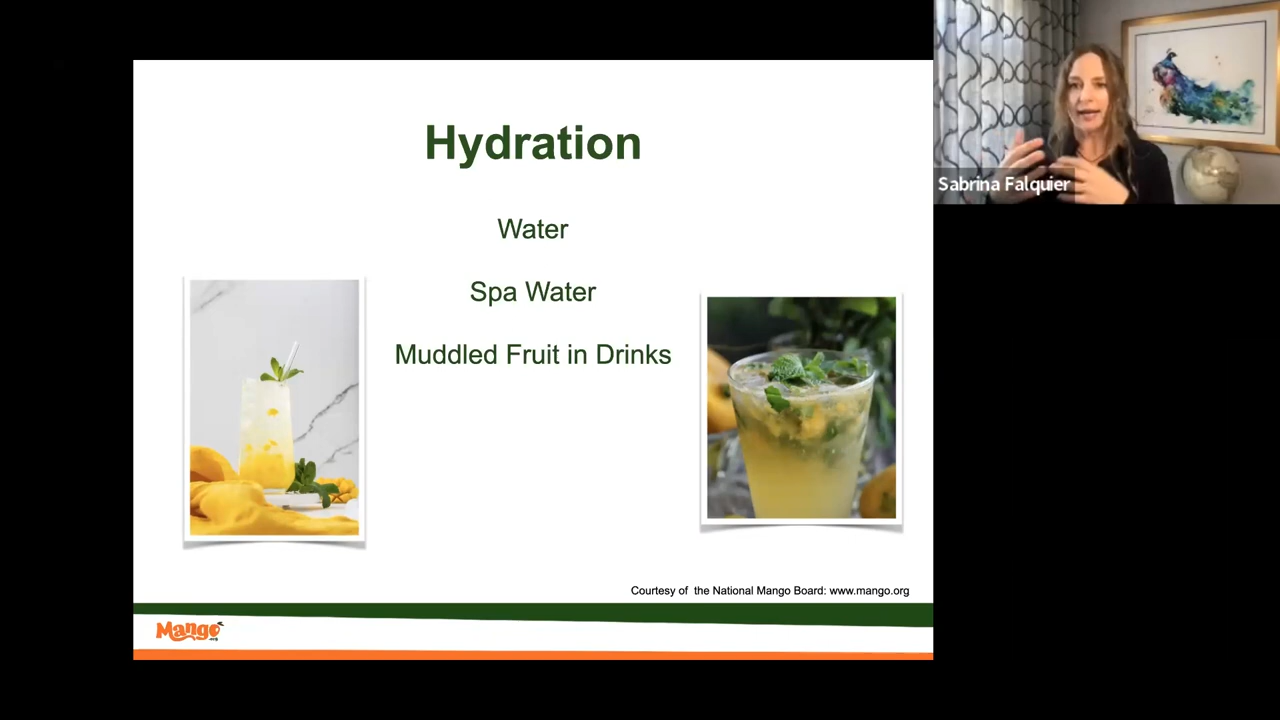 Hydration
Water
Spa Water
Muddled Fruit in Drinks
Courtesy of the National Mango Board: www.mango.org
Mango
.org
Sabrina Falquier